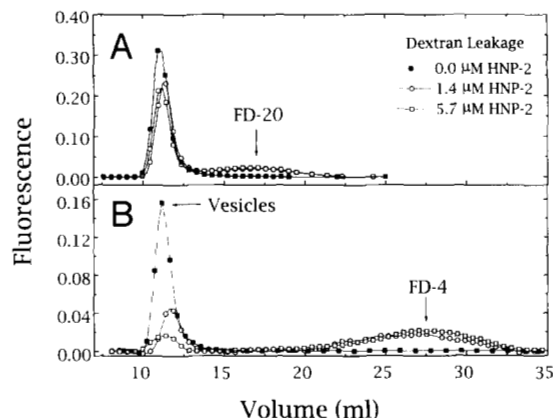 A
Dextran Leakage
0.0 µM HNP-2
1.4 µM HNP-2
5.7 µM HNP-2
FD-20
0.40
0.30
0.20
0.10
0.00
Fluorescence
B
Vesicles
FD-4
0.16
0.12
0.08
0.04
0.00
10 15 20 25 30 35
Volume (ml)